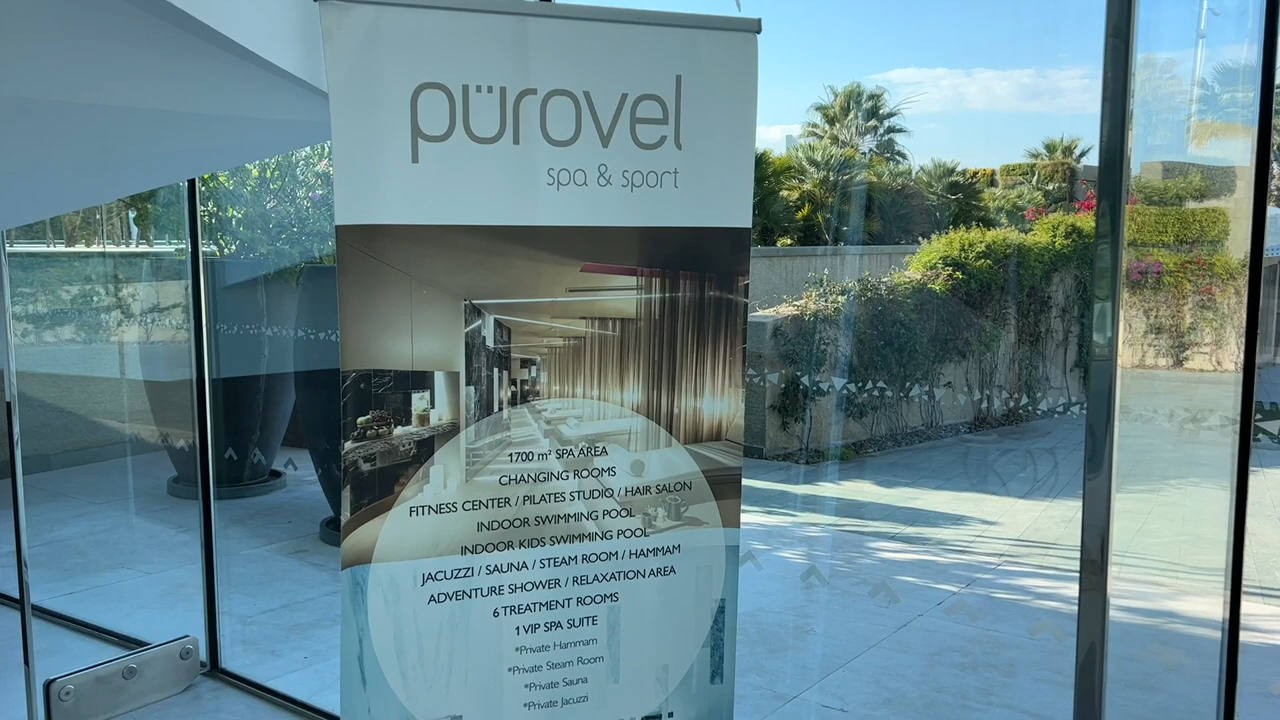 pürovel
spa & sport
1700 m² SPA AREA
CHANGING ROOMS
FITNESS CENTER / PILATES STUDIO / HAIR SALON
INDOOR SWIMMING POOL
INDOOR KIDS SWIMMING POOL
JACUZZI / SAUNA / STEAM ROOM / HAMMAM
ADVENTURE SHOWER / RELAXATION AREA
6 TREATMENT ROOMS
1 VIP SPA SUITE
*Private Hammam
*Private Steam Room
*Private Sauna
*Private Jacuzzi